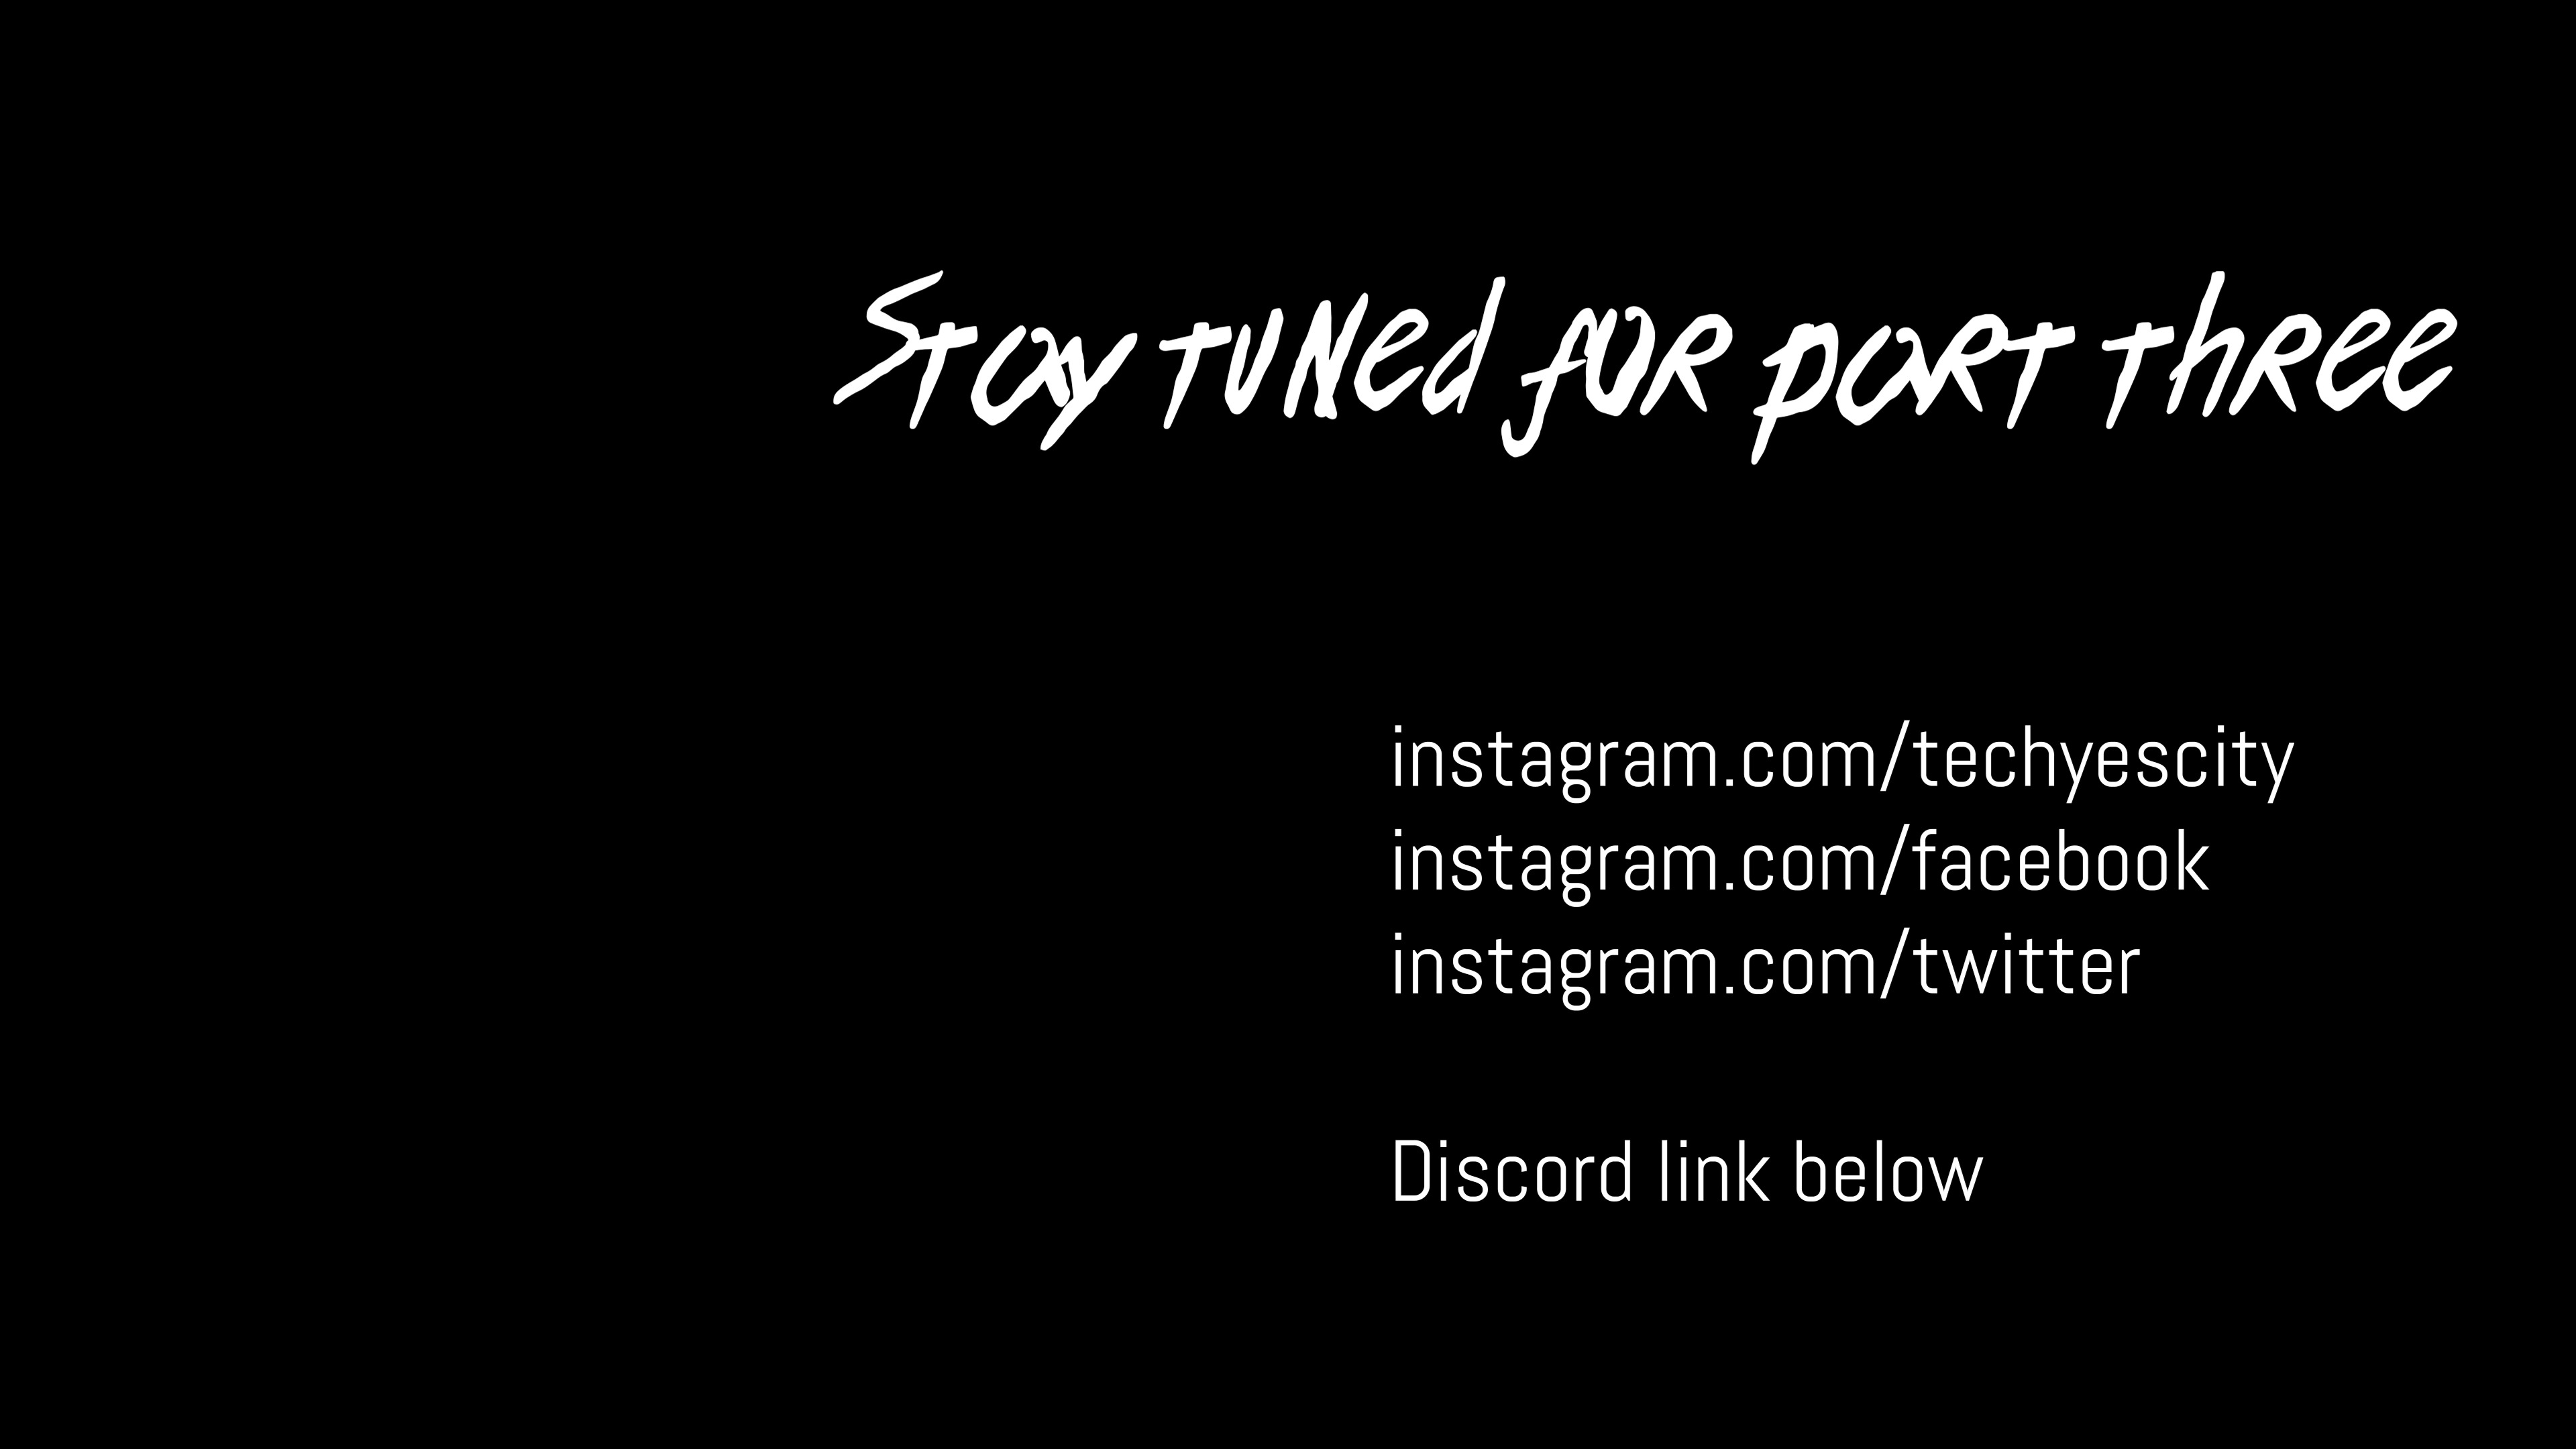 Stay tuned for part three
instagram.com/techyescity
instagram.com/facebook
instagram.com/twitter
Discord link below